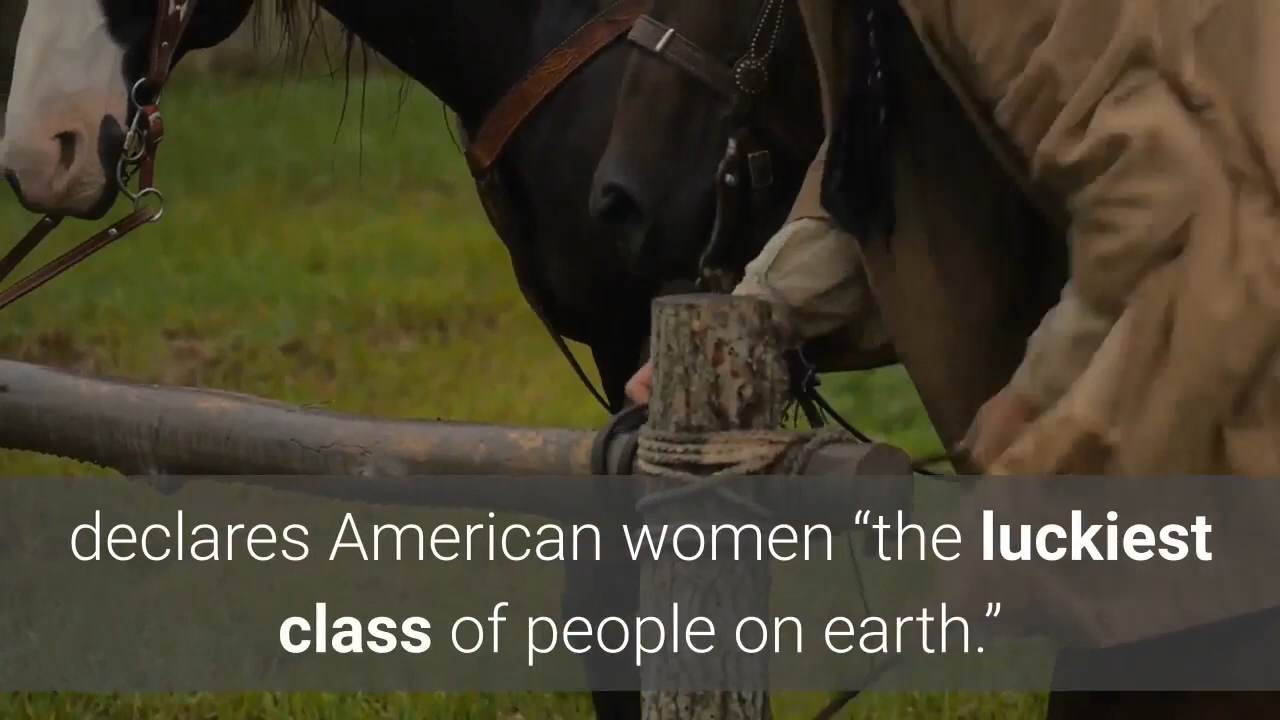 declares American women “the luckiest
class of people on earth.”